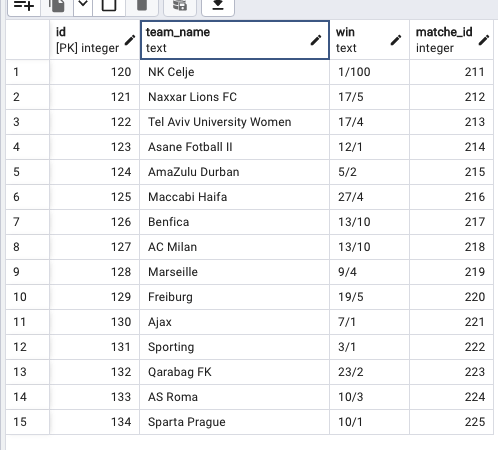 id team_name win matche_id
[PK] integer text text integer
1 120 NK Celje 1/100 211
2 121 Naxxar Lions FC 17/5 212
3 122 Tel Aviv University Women 17/4 213
4 123 Asane Fotball II 12/1 214
5 124 AmaZulu Durban 5/2 215
6 125 Maccabi Haifa 27/4 216
7 126 Benfica 13/10 217
8 127 AC Milan 13/10 218
9 128 Marseille 9/4 219
10 129 Freiburg 19/5 220
11 130 Ajax 7/1 221
12 131 Sporting 3/1 222
13 132 Qarabag FK 23/2 223
14 133 AS Roma 10/3 224
15 134 Sparta Prague 10/1 225